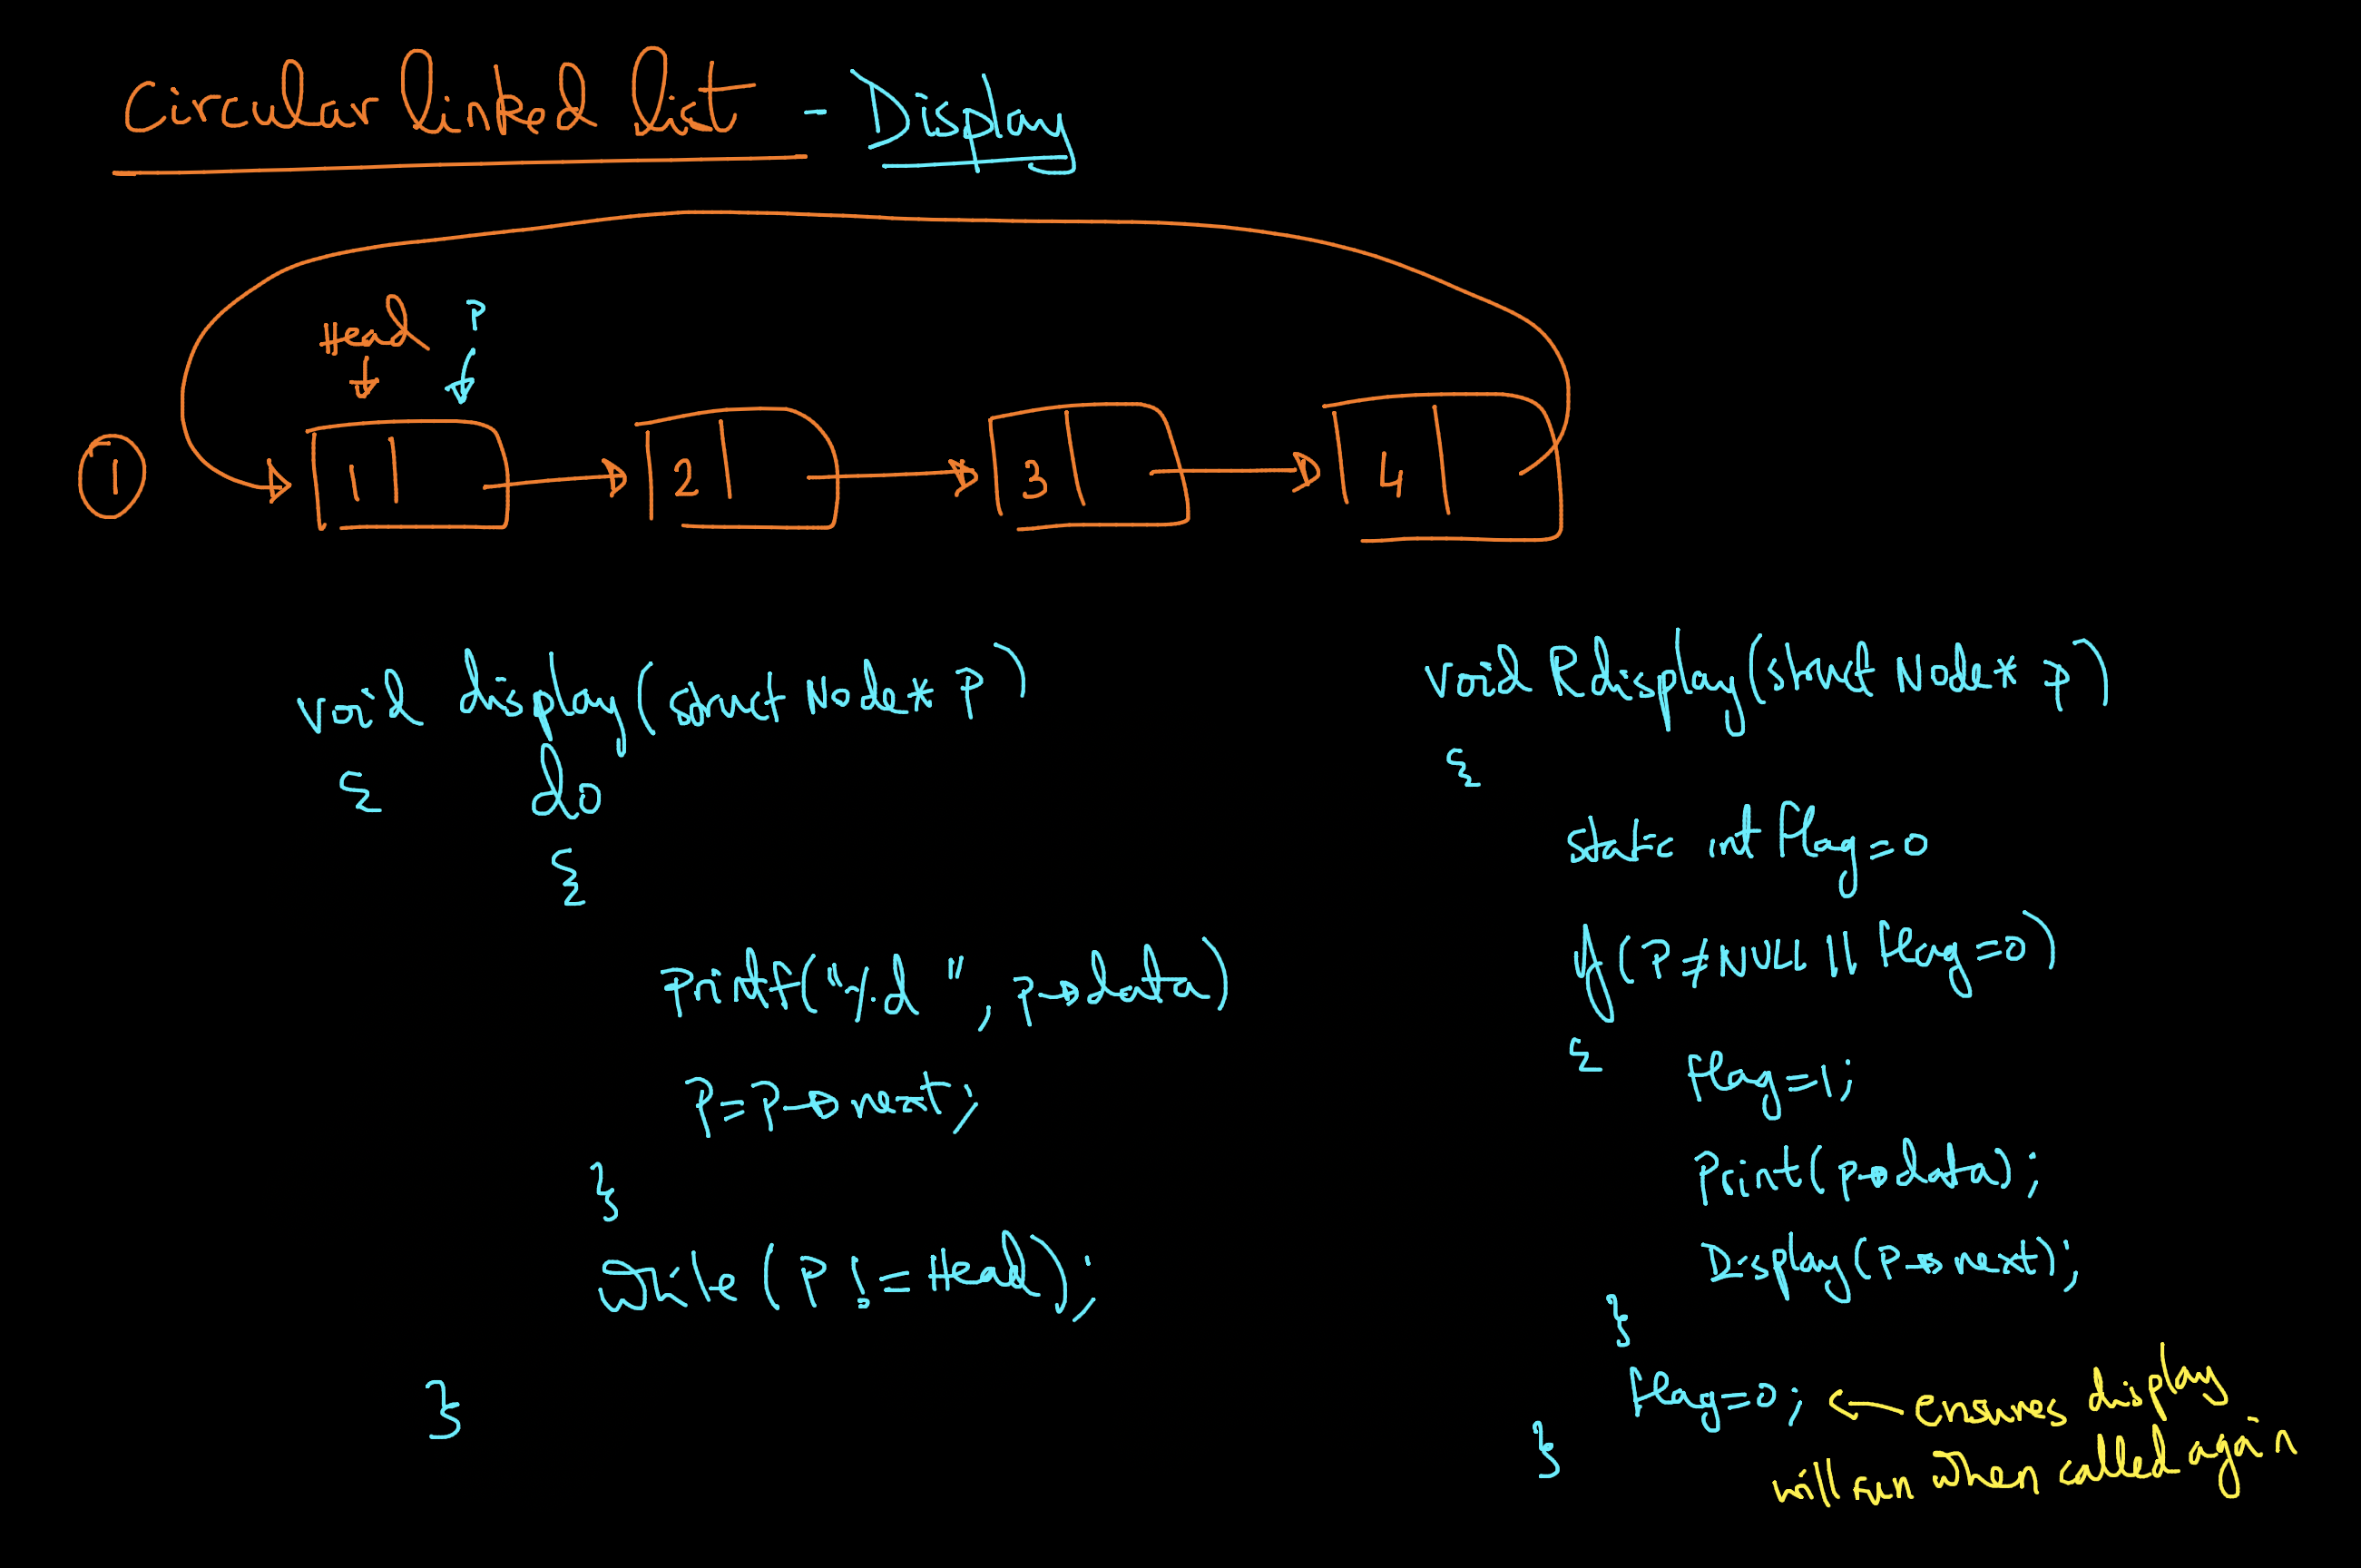 Circular linked list - Display
Head P
1
1 2 3 4
void display(struct Node* P)
{ do
{
Printf("%d ", p→data)
P=P→next;
}
while (P != Head);
}
void Rdisplay(struct Node* p)
{
static int flag=0
if (P≠NULL || flag=0)
{ flag=1;
Print(p→data);
Display(P→next);
}
flag=0; ← ensures display
will run when called again
}